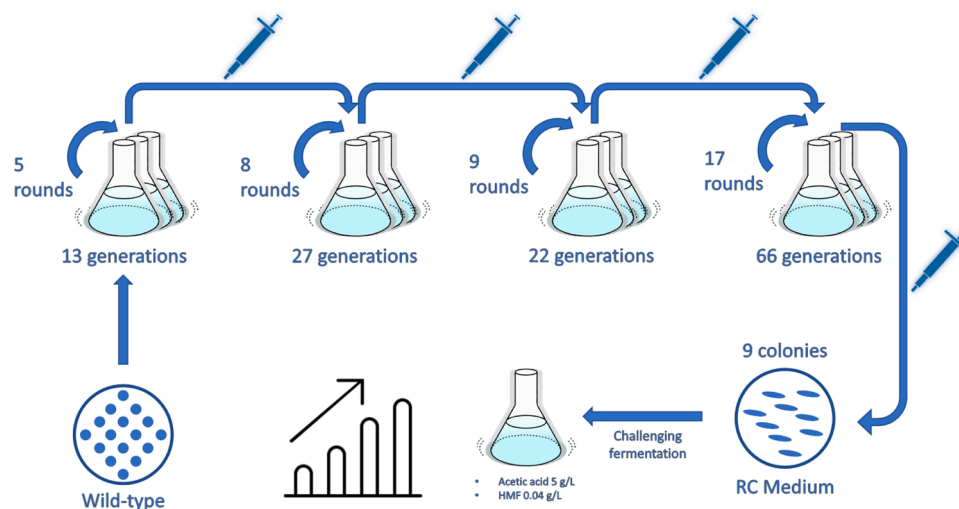 5
rounds
13 generations
8
rounds
27 generations
9
rounds
22 generations
17
rounds
66 generations
Wild-type
9 colonies
RC Medium
Challenging
fermentation
• Acetic acid 5 g/L
• HMF 0.04 g/L